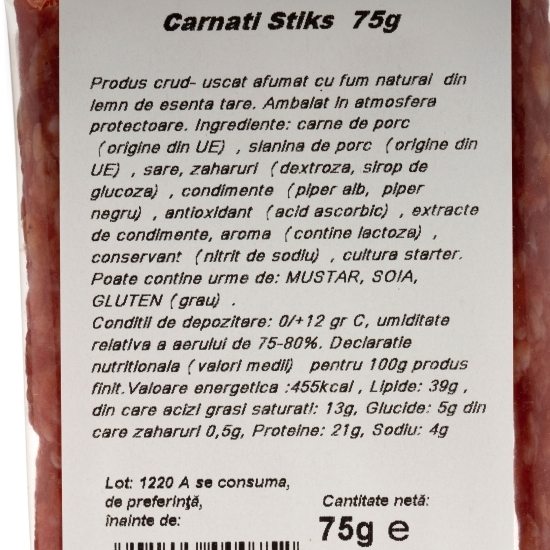 Carnati Stiks 75g
Produs crud- uscat afumat cu fum natural din
lemn de esenta tare. Ambalat in atmosfera
protectoare. Ingrediente: carne de porc
(origine din UE) , slanina de porc (origine din
UE) , sare, zaharuri (dextroza, sirop de
glucoza) , condimente (piper alb, piper
negru) , antioxidant (acid ascorbic) , extracte
de condimente, aroma (contine lactoza) ,
conservant (nitrit de sodiu) , cultura starter.
Poate contine urme de: MUSTAR, SOIA,
GLUTEN (grau) .
Conditii de depozitare: 0/+12 gr C, umiditate
relativa a aerului de 75-80%. Declaratie
nutritionala (valori medii) pentru 100g produs
finit.Valoare energetica :455kcal , Lipide: 39g ,
din care acizi grasi saturati: 13g, Glucide: 5g din
care zaharuri 0,5g, Proteine: 21g, Sodiu: 4g
Lot: 1220 A se consuma,
de preferinţă,
înainte de:
Cantitate netă:
75g e